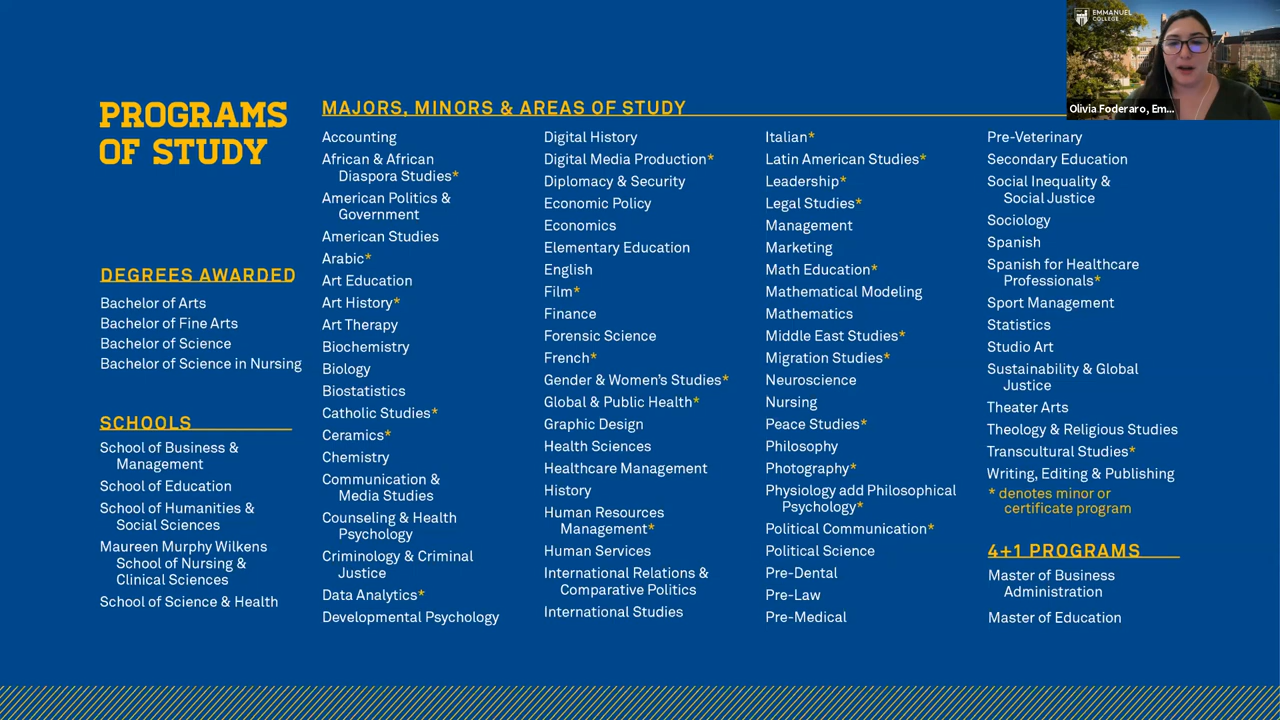 EMMANUEL
COLLEGE
Olivia Foderaro, Em...
PROGRAMS
OF STUDY
DEGREES AWARDED
Bachelor of Arts
Bachelor of Fine Arts
Bachelor of Science
Bachelor of Science in Nursing
SCHOOLS
School of Business &
Management
School of Education
School of Humanities &
Social Sciences
Maureen Murphy Wilkens
School of Nursing &
Clinical Sciences
School of Science & Health
MAJORS, MINORS & AREAS OF STUDY
Accounting
African & African
Diaspora Studies*
American Politics &
Government
American Studies
Arabic*
Art Education
Art History*
Art Therapy
Biochemistry
Biology
Biostatistics
Catholic Studies*
Ceramics*
Chemistry
Communication &
Media Studies
Counseling & Health
Psychology
Criminology & Criminal
Justice
Data Analytics*
Developmental Psychology
Digital History
Digital Media Production*
Diplomacy & Security
Economic Policy
Economics
Elementary Education
English
Film*
Finance
Forensic Science
French*
Gender & Women's Studies*
Global & Public Health*
Graphic Design
Health Sciences
Healthcare Management
History
Human Resources
Management*
Human Services
International Relations &
Comparative Politics
International Studies
Italian*
Latin American Studies*
Leadership*
Legal Studies*
Management
Marketing
Math Education*
Mathematical Modeling
Mathematics
Middle East Studies*
Migration Studies*
Neuroscience
Nursing
Peace Studies*
Philosophy
Photography*
Physiology add Philosophical
Psychology*
Political Communication*
Political Science
Pre-Dental
Pre-Law
Pre-Medical
Pre-Veterinary
Secondary Education
Social Inequality &
Social Justice
Sociology
Spanish
Spanish for Healthcare
Professionals*
Sport Management
Statistics
Studio Art
Sustainability & Global
Justice
Theater Arts
Theology & Religious Studies
Transcultural Studies*
Writing, Editing & Publishing
* denotes minor or
certificate program
4+1 PROGRAMS
Master of Business
Administration
Master of Education